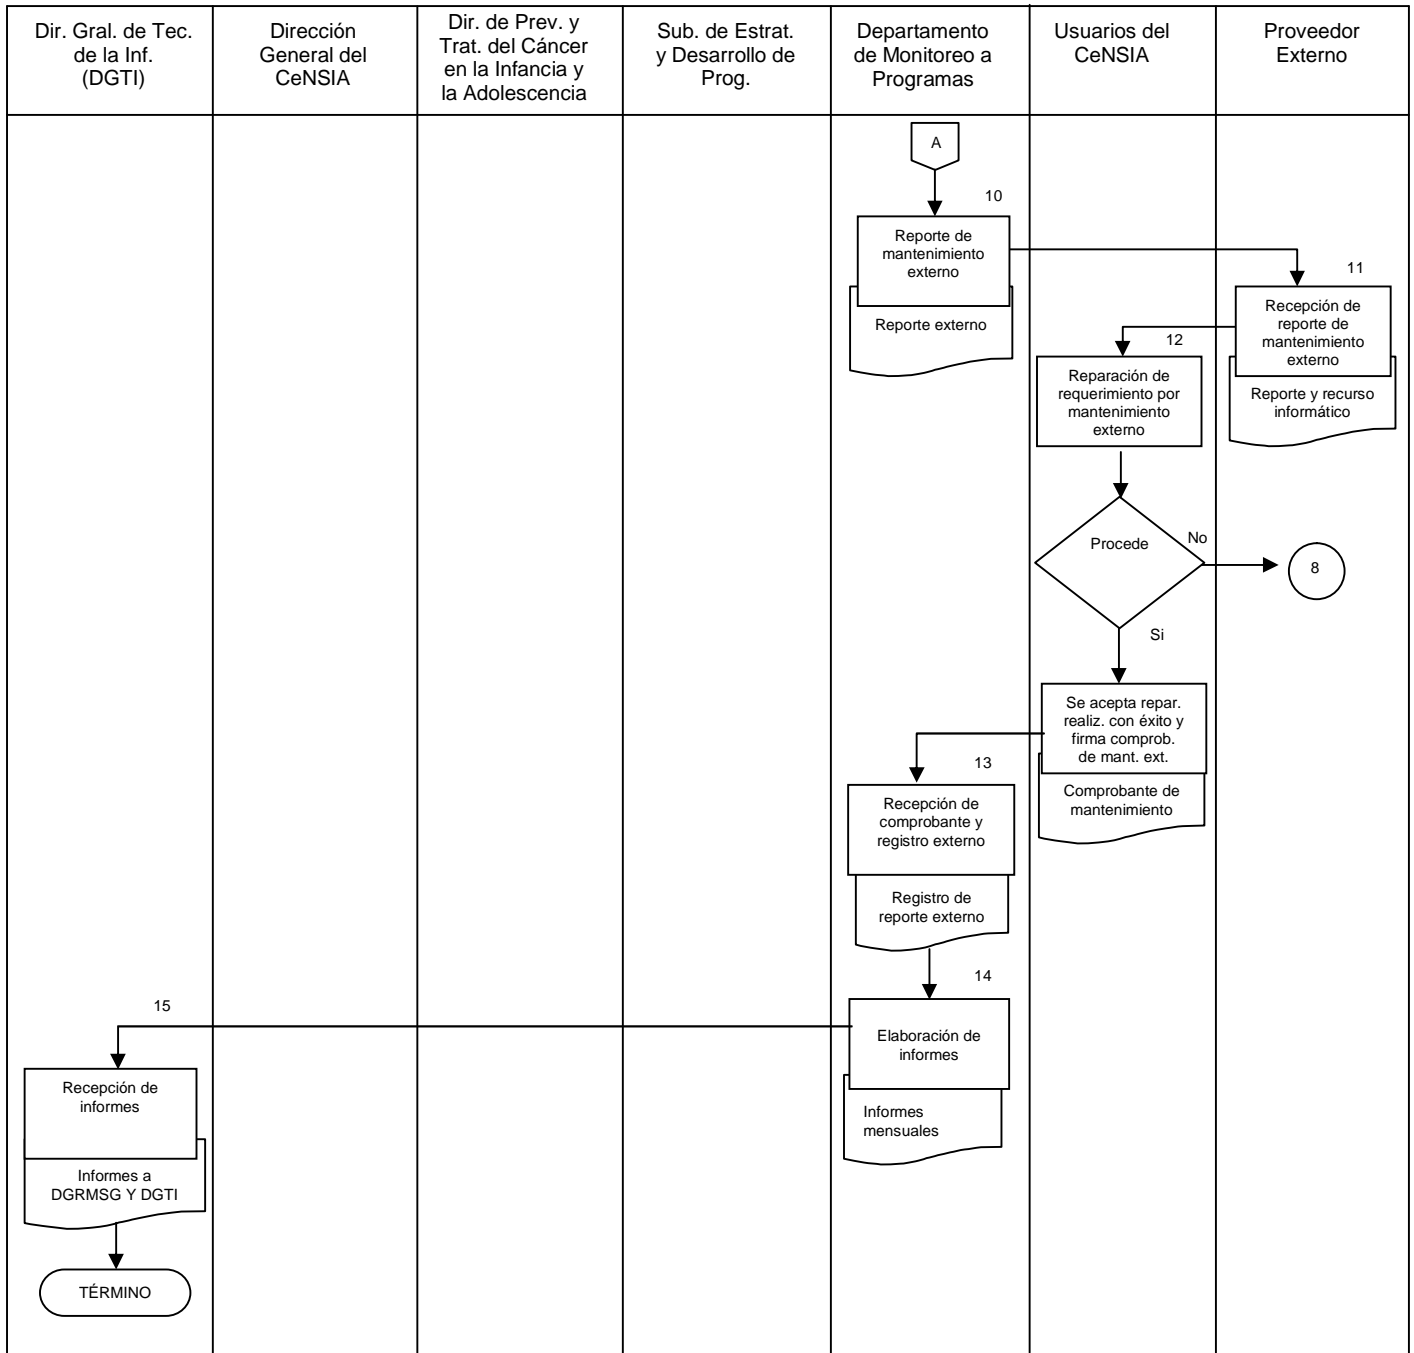 Dir. Gral. de Tec.
de la Inf.
(DGTI)
Dirección
General del
CeNSIA
Dir. de Prev. y
Trat. del Cáncer
en la Infancia y
la Adolescencia
Sub. de Estrat.
y Desarrollo de
Prog.
Departamento
de Monitoreo a
Programas
Usuarios del
CeNSIA
Proveedor
Externo
A
10
Reporte de
mantenimiento
externo
Reporte externo
11
Recepción de
reporte de
mantenimiento
externo
Reporte y recurso
informático
12
Reparación de
requerimiento por
mantenimiento
externo
Procede
No
8
Si
Se acepta repar.
realiz. con éxito y
firma comprob.
de mant. ext.
Comprobante de
mantenimiento
13
Recepción de
comprobante y
registro externo
Registro de
reporte externo
14
Elaboración de
informes
Informes
mensuales
15
Recepción de
informes
Informes a
DGRMSG Y DGTI
TÉRMINO